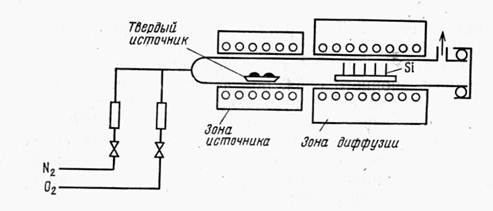 Твердый
источник
Si
Зона
источника
Зона диффузии
N₂
O₂